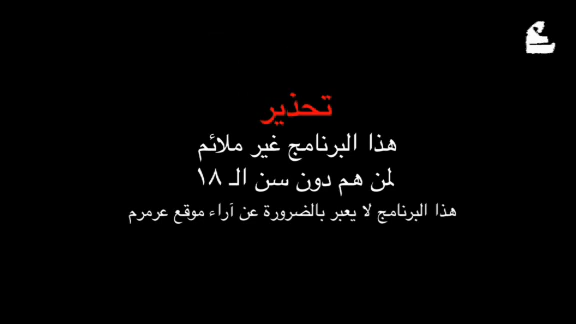 تحذير
هذا البرنامج غير ملائم
لمن هم دون سن الـ ١٨
هذا البرنامج لا يعبر بالضرورة عن آراء موقع عرمرم